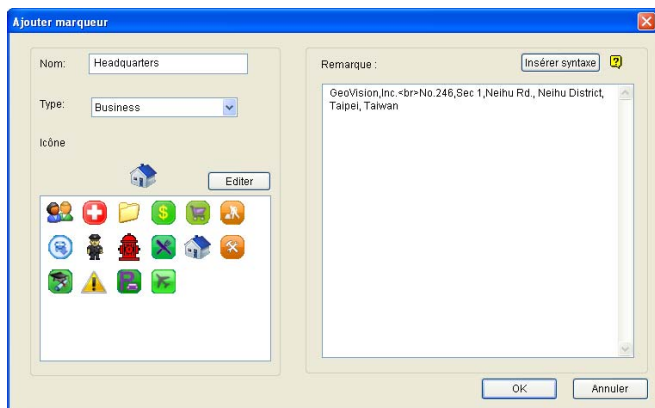 Ajouter marqueur
Nom:
Headquarters
Type:
Business
Icône
Editer
Remarque :
Insérer syntaxe
GeoVision,Inc.<br>No.246,Sec 1,Neihu Rd., Neihu District,
Taipei, Taiwan
OK
Annuler